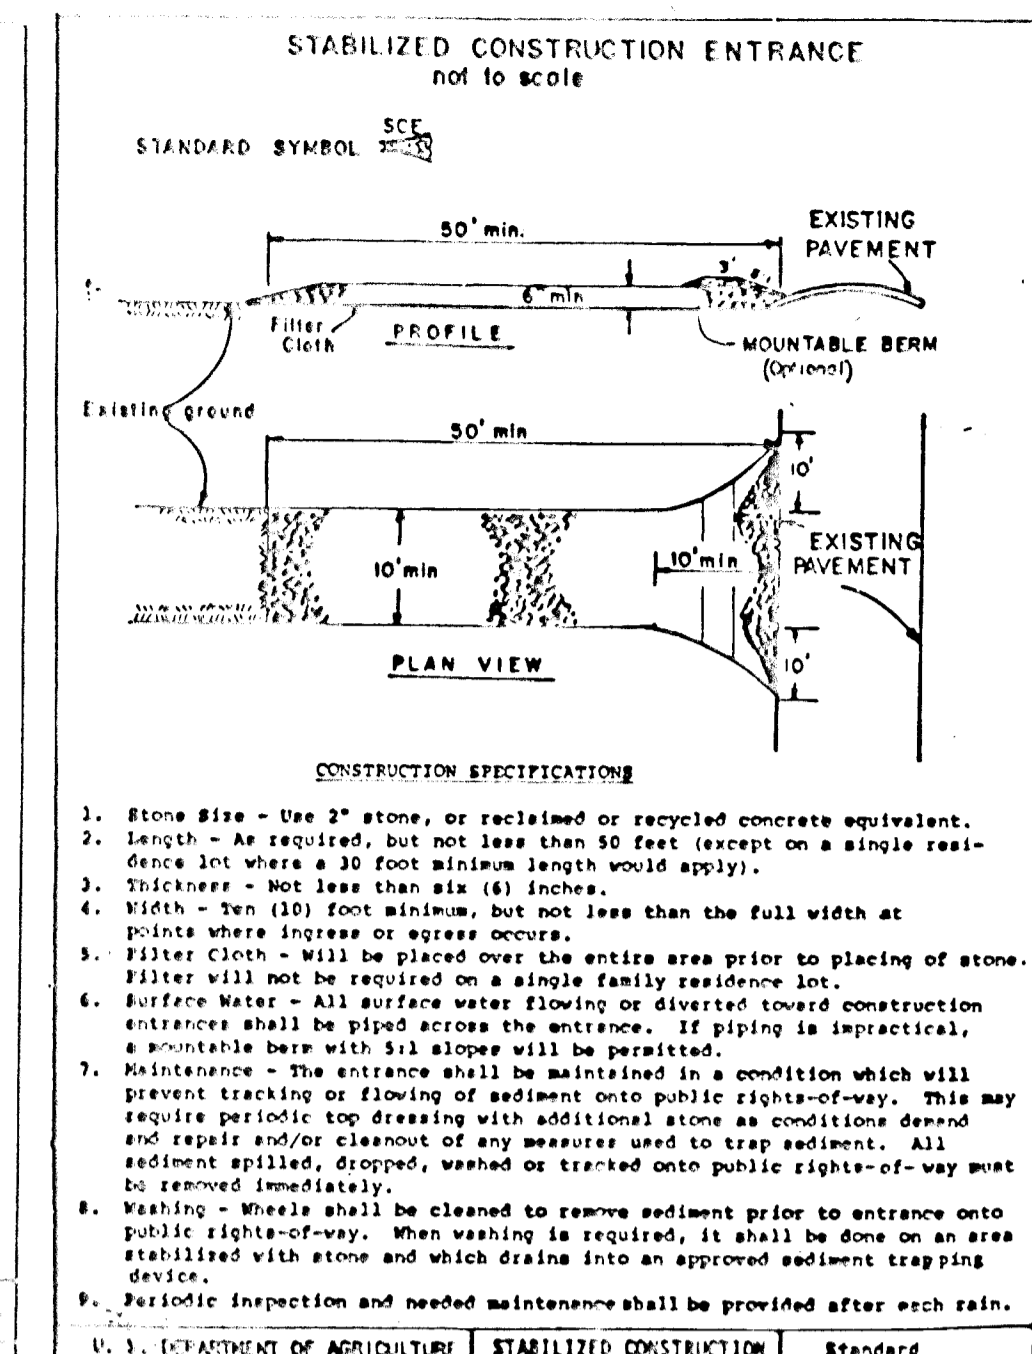 STABILIZED CONSTRUCTION ENTRANCE
not to scale
SCE
STANDARD SYMBOL
50' min.
EXISTING
PAVEMENT
3'
6" min
Filter
Cloth
PROFILE
MOUNTABLE BERM
(Optional)
Existing ground
50' min
10'
10' min
10' min
EXISTING
PAVEMENT
10'
PLAN VIEW
CONSTRUCTION SPECIFICATIONS
1. Stone Size - Use 2" stone, or reclaimed or recycled concrete equivalent.
2. Length - As required, but not less than 50 feet (except on a single resi-
dence lot where a 30 foot minimum length would apply).
3. Thickness - Not less than six (6) inches.
4. Width - Ten (10) foot minimum, but not less than the full width at
points where ingress or egress occurs.
5. Filter Cloth - Will be placed over the entire area prior to placing of stone.
Filter will not be required on a single family residence lot.
6. Surface Water - All surface water flowing or diverted toward construction
entrances shall be piped across the entrance. If piping is impractical,
a mountable berm with 5:1 slopes will be permitted.
7. Maintenance - The entrance shall be maintained in a condition which will
prevent tracking or flowing of sediment onto public rights-of-way. This may
require periodic top dressing with additional stone as conditions demand
and repair and/or cleanout of any measures used to trap sediment. All
sediment spilled, dropped, washed or tracked onto public rights-of-way must
be removed immediately.
8. Washing - Wheels shall be cleaned to remove sediment prior to entrance onto
public rights-of-way. When washing is required, it shall be done on an area
stabilized with stone and which drains into an approved sediment trapping
device.
9. Periodic inspection and needed maintenance shall be provided after each rain.
U. S. DEPARTMENT OF AGRICULTURE
STABILIZED CONSTRUCTION
Standard